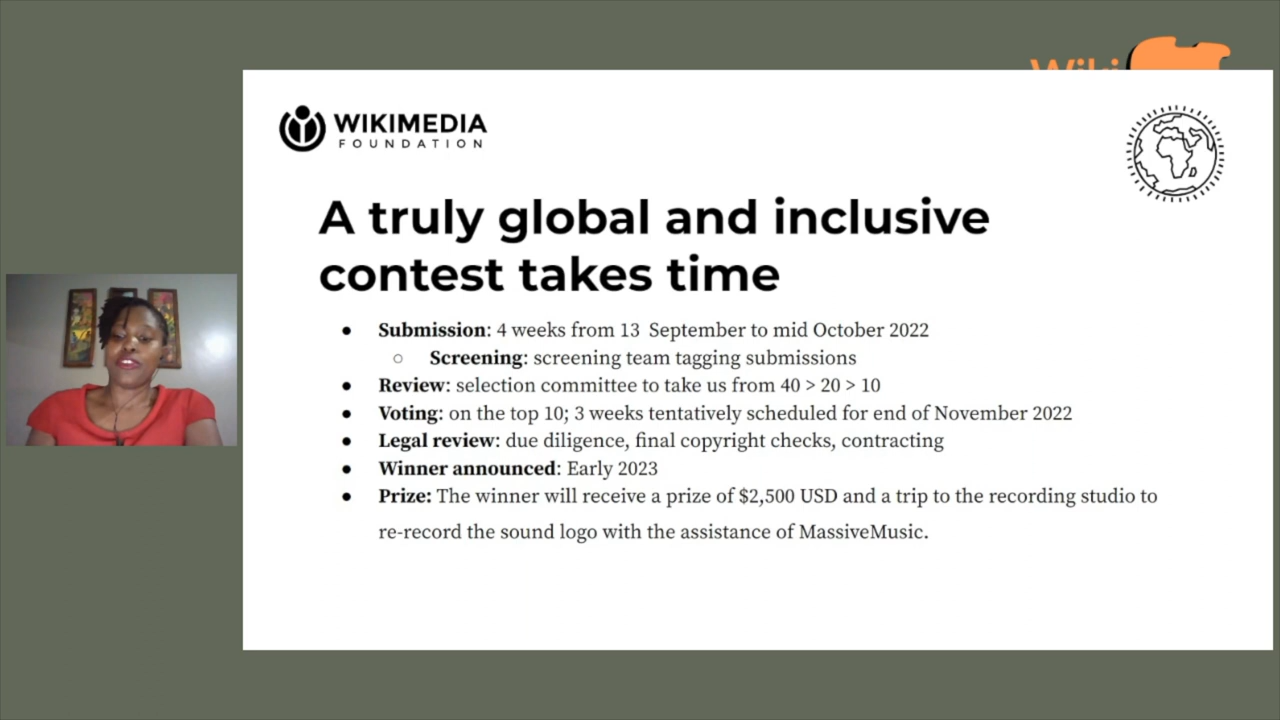 Wiki
WIKIMEDIA
FOUNDATION
A truly global and inclusive
contest takes time
● Submission: 4 weeks from 13  September to mid October 2022
○ Screening: screening team tagging submissions
● Review: selection committee to take us from 40 > 20 > 10
● Voting: on the top 10; 3 weeks tentatively scheduled for end of November 2022
● Legal review: due diligence, final copyright checks, contracting
● Winner announced: Early 2023
● Prize: The winner will receive a prize of $2,500 USD and a trip to the recording studio to
re-record the sound logo with the assistance of MassiveMusic.